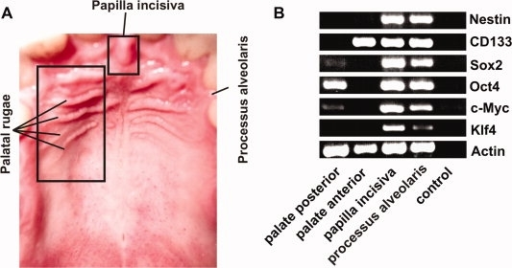 A
Papilla incisiva
Palatal rugae
Processus alveolaris
B
Nestin
CD133
Sox2
Oct4
c-Myc
Klf4
Actin
palate posterior
palate anterior
papilla incisiva
processus alveolaris
control